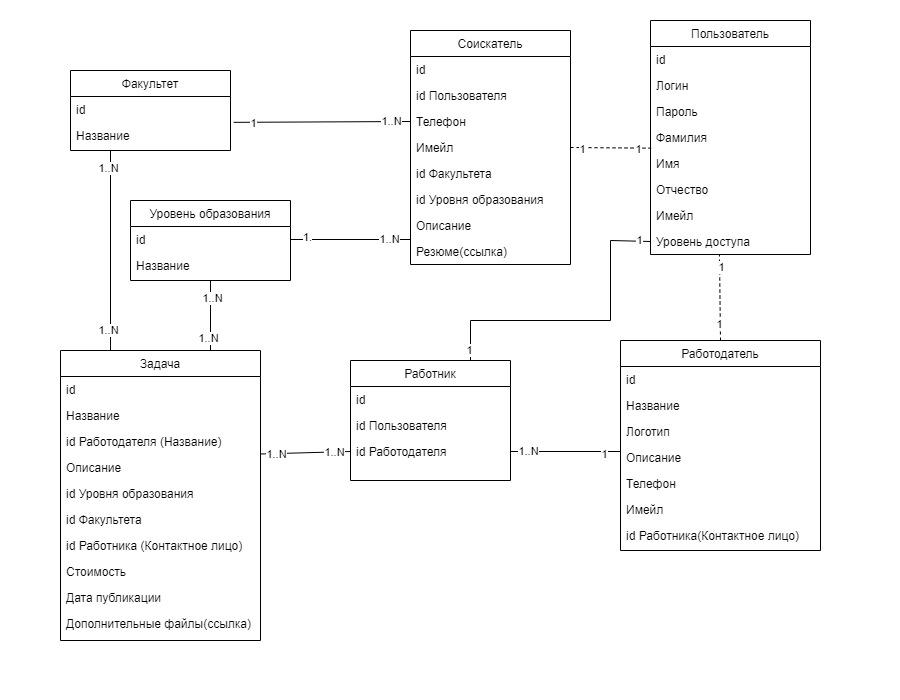 Факультет
id
Название
1
1..N
Соискатель
id
id Пользователя
Телефон
Имейл
id Факультета
id Уровня образования
Описание
Резюме(ссылка)
1
1
Пользователь
id
Логин
Пароль
Фамилия
Имя
Отчество
Имейл
Уровень доступа
1..N
1..N
Уровень образования
id
Название
1.
1..N
1..N
1..N
1
1
1
1
Задача
id
Название
id Работодателя (Название)
Описание
id Уровня образования
id Факультета
id Работника (Контактное лицо)
Стоимость
Дата публикации
Дополнительные файлы(ссылка)
1..N
1..N
Работник
id
id Пользователя
id Работодателя
1..N
1
Работодатель
id
Название
Логотип
Описание
Телефон
Имейл
id Работника(Контактное лицо)